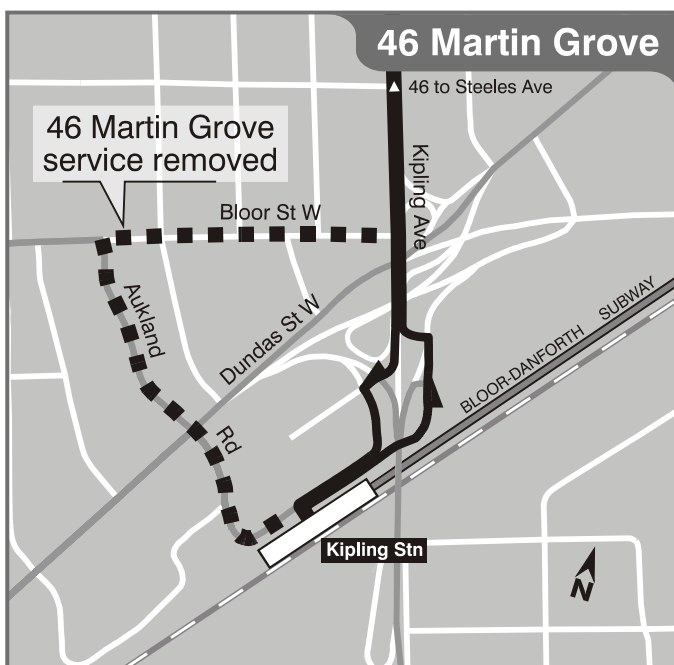 46 Martin Grove
46 to Steeles Ave
46 Martin Grove
service removed
Kipling Ave
Bloor St W
Aukland
Rd
Dundas St W
BLOOR-DANFORTH SUBWAY
Kipling Stn
N